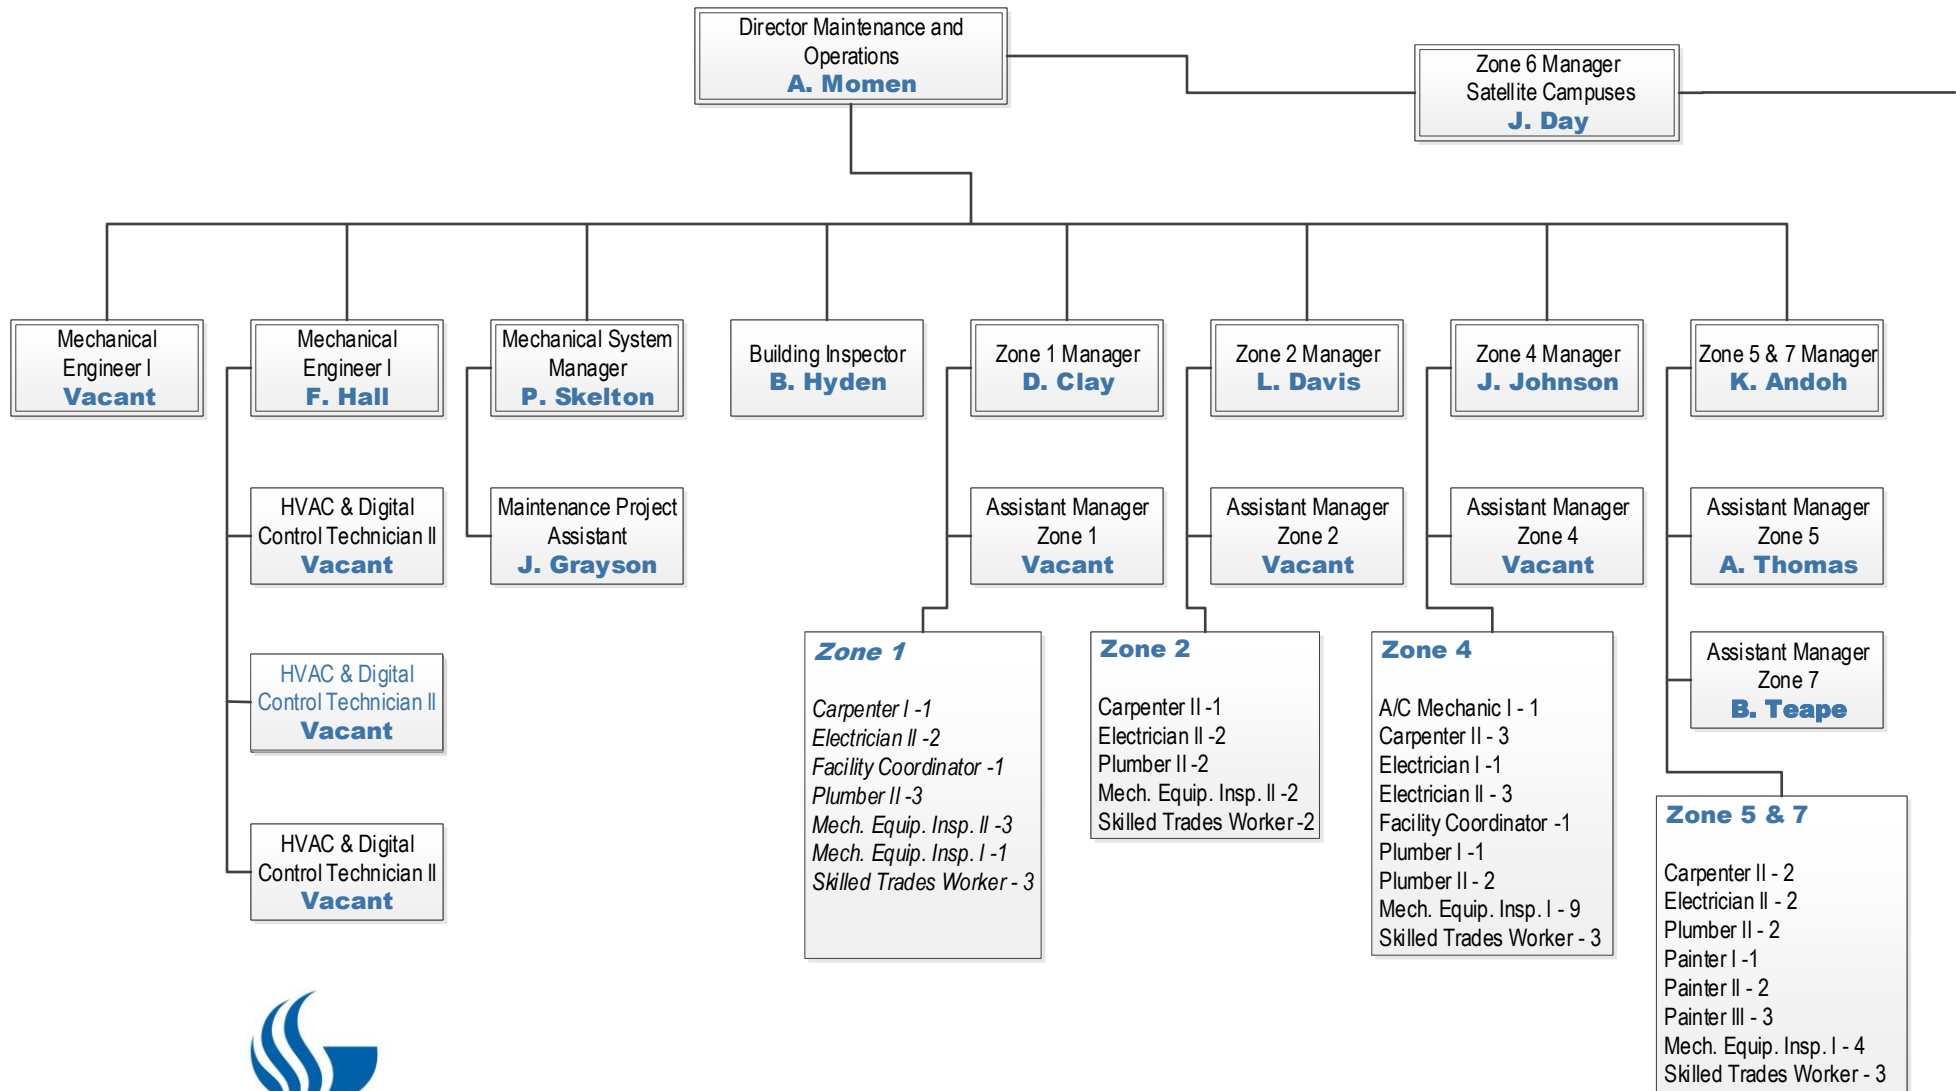 Director Maintenance and
Operations
A. Momen
Zone 6 Manager
Satellite Campuses
J. Day
Mechanical
Engineer I
Vacant
Mechanical
Engineer I
F. Hall
Mechanical System
Manager
P. Skelton
Building Inspector
B. Hyden
Zone 1 Manager
D. Clay
Zone 2 Manager
L. Davis
Zone 4 Manager
J. Johnson
Zone 5 & 7 Manager
K. Andoh
HVAC & Digital
Control Technician II
Vacant
Maintenance Project
Assistant
J. Grayson
Assistant Manager
Zone 1
Vacant
Assistant Manager
Zone 2
Vacant
Assistant Manager
Zone 4
Vacant
Assistant Manager
Zone 5
A. Thomas
HVAC & Digital
Control Technician II
Vacant
Assistant Manager
Zone 7
B. Teape
HVAC & Digital
Control Technician II
Vacant
Zone 1
Carpenter I -1
Electrician II -2
Facility Coordinator -1
Plumber II -3
Mech. Equip. Insp. II -3
Mech. Equip. Insp. I -1
Skilled Trades Worker - 3
Zone 2
Carpenter II -1
Electrician II -2
Plumber II -2
Mech. Equip. Insp. II -2
Skilled Trades Worker -2
Zone 4
A/C Mechanic I - 1
Carpenter II - 3
Electrician I -1
Electrician II - 3
Facility Coordinator -1
Plumber I -1
Plumber II - 2
Mech. Equip. Insp. I - 9
Skilled Trades Worker - 3
Zone 5 & 7
Carpenter II - 2
Electrician II - 2
Plumber II - 2
Painter I -1
Painter II - 2
Painter III - 3
Mech. Equip. Insp. I - 4
Skilled Trades Worker - 3